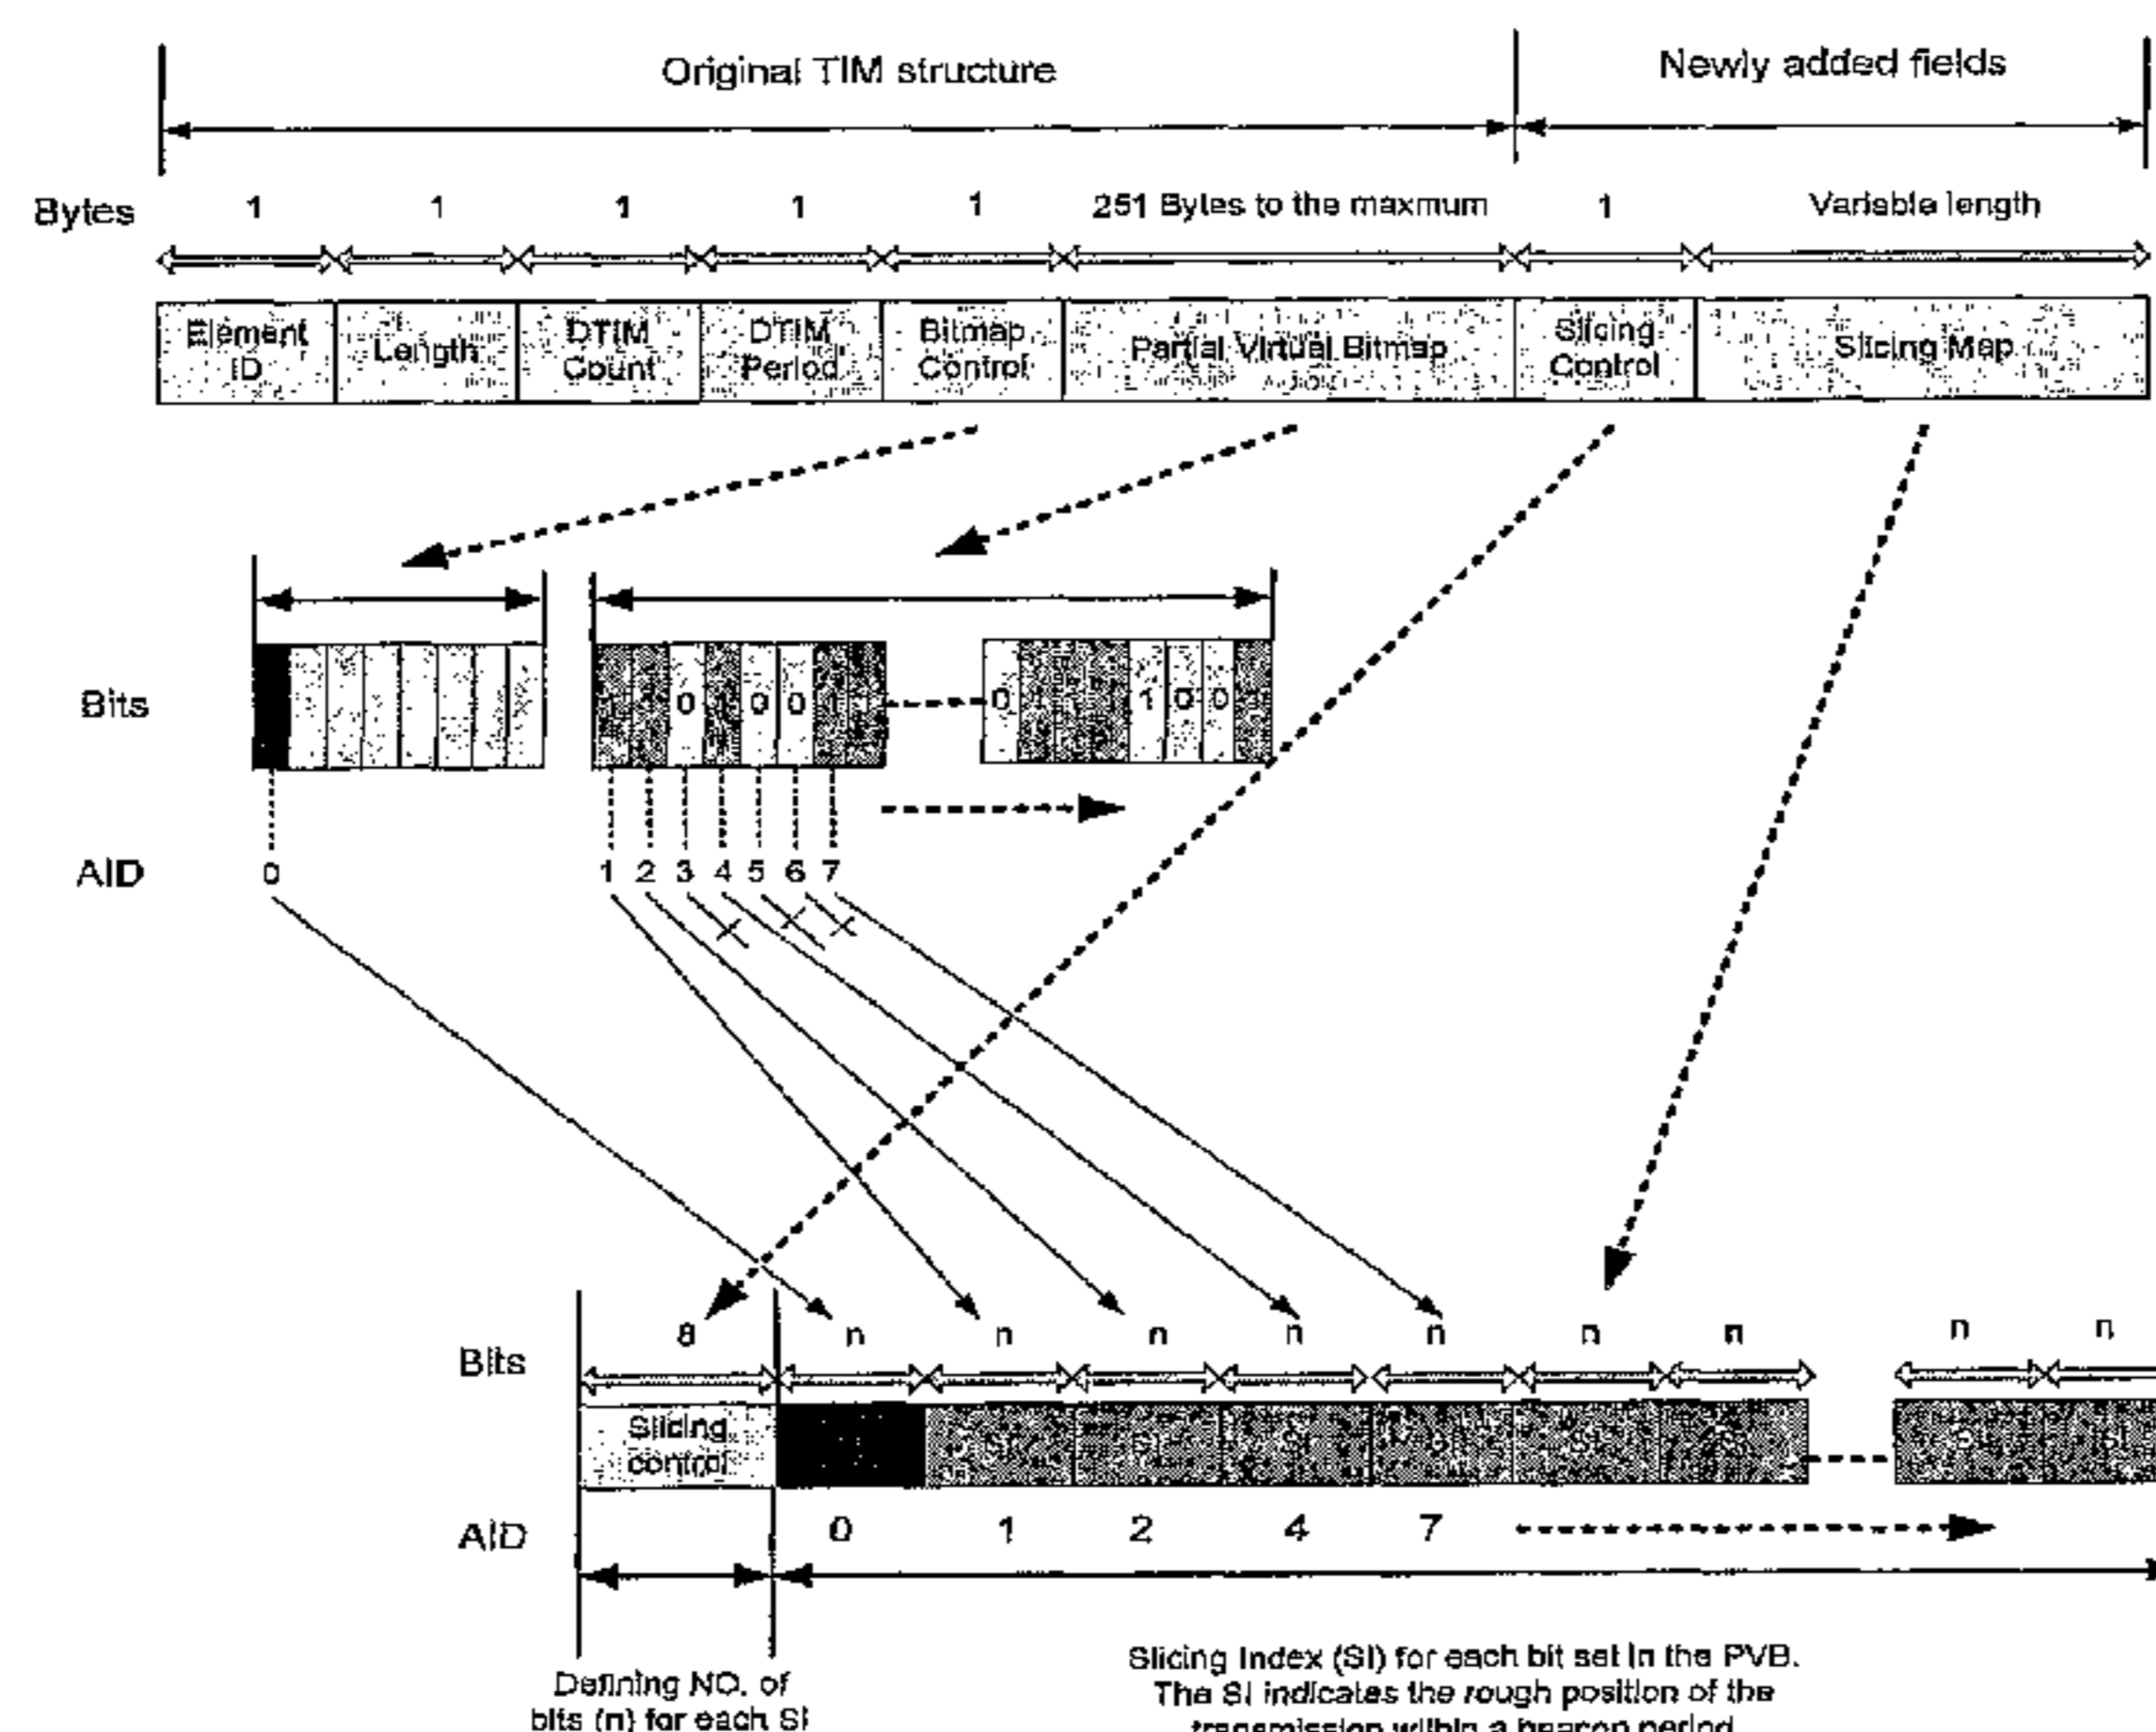 Original TIM structure Newly added fields
Bytes 1 1 1 1 1 251 Bytes to the maxmum 1 Variable length
Element ID Length DTIM Count DTIM Period Bitmap Control Partial Virtual Bitmap Slicing Control Slicing Map
Bits 0 0 0 0 1 0 0
AID 0 1 2 3 4 5 6 7
Bits 8 n n n n n n n n n
Slicing control
AID 0 1 2 4 7
Defining NO. of
bits (n) for each SI
Slicing Index (SI) for each bit set in the PVB.
The SI indicates the rough position of the
transmission within a beacon period